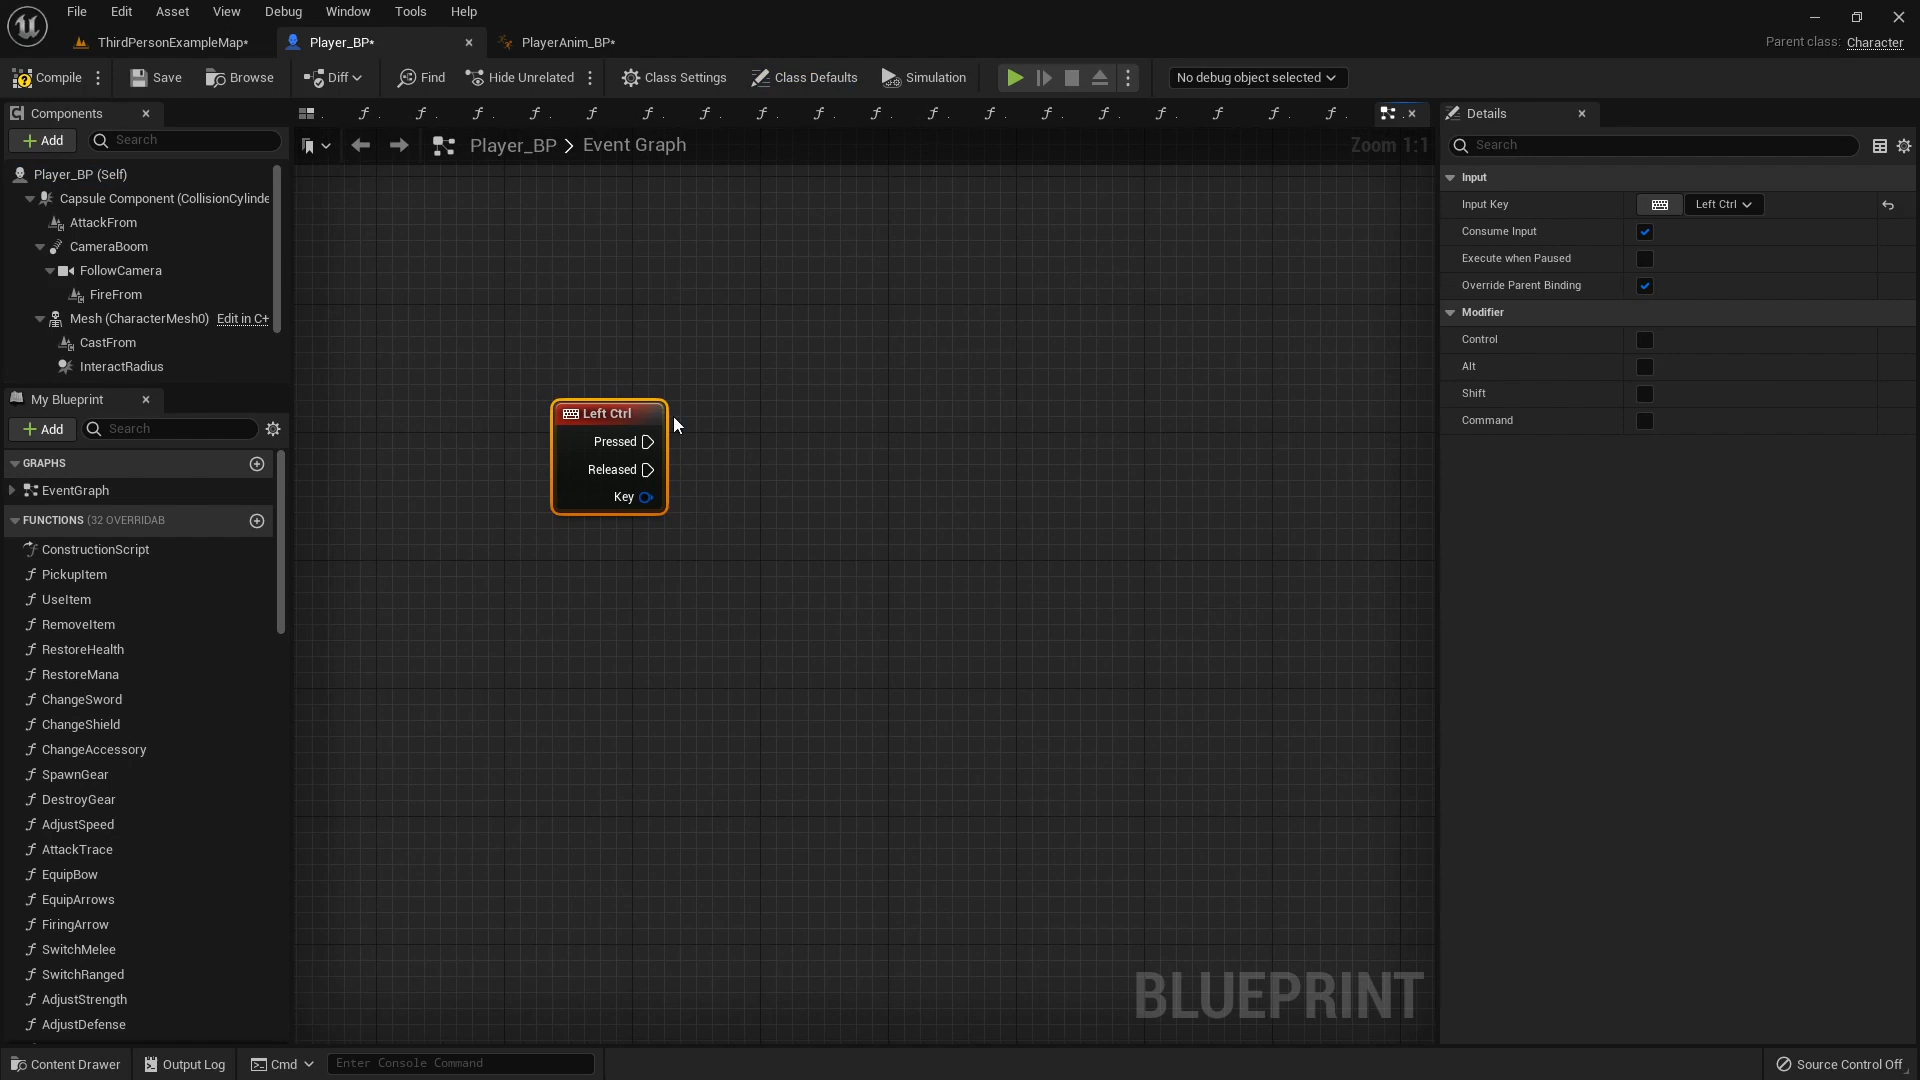 File Edit Asset View Debug Window Tools Help
ThirdPersonExampleMap* Player_BP* PlayerAnim_BP* Parent class: Character
Compile Save Browse Diff Find Hide Unrelated Class Settings Class Defaults Simulation No debug object selected
Components
Add Search
Player_BP (Self)
Capsule Component (CollisionCylinde
AttackFrom
CameraBoom
FollowCamera
FireFrom
Mesh (CharacterMesh0) Edit in C+
CastFrom
InteractRadius
My Blueprint
Add Search
GRAPHS
EventGraph
FUNCTIONS (32 OVERRIDAB
ConstructionScript
PickupItem
UseItem
RemoveItem
RestoreHealth
RestoreMana
ChangeSword
ChangeShield
ChangeAccessory
SpawnGear
DestroyGear
AdjustSpeed
AttackTrace
EquipBow
EquipArrows
FiringArrow
SwitchMelee
SwitchRanged
AdjustStrength
AdjustDefense
Player_BP > Event Graph Zoom 1:1
Left Ctrl
Pressed
Released
Key
BLUEPRINT
Details
Search
Input
Input Key Left Ctrl
Consume Input
Execute when Paused
Override Parent Binding
Modifier
Control
Alt
Shift
Command
Content Drawer Output Log Cmd Enter Console Command Source Control Off